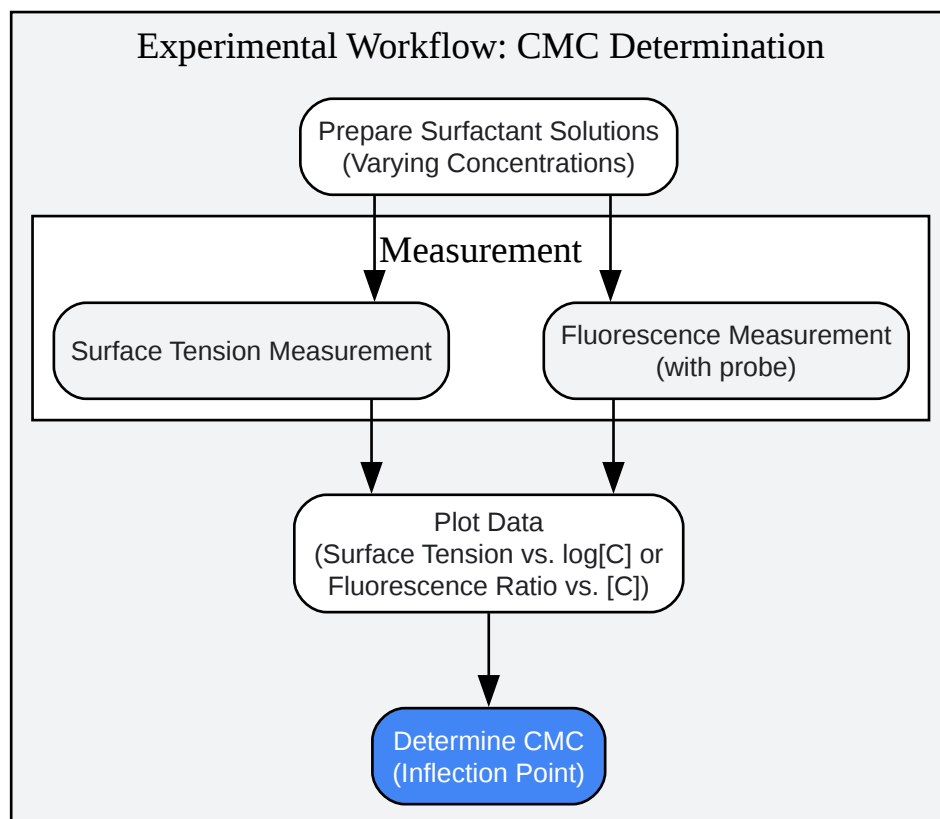 Experimental Workflow: CMC Determination
Prepare Surfactant Solutions
(Varying Concentrations)
Measurement
Surface Tension Measurement
Fluorescence Measurement
(with probe)
Plot Data
(Surface Tension vs. log[C] or
Fluorescence Ratio vs. [C])
Determine CMC
(Inflection Point)